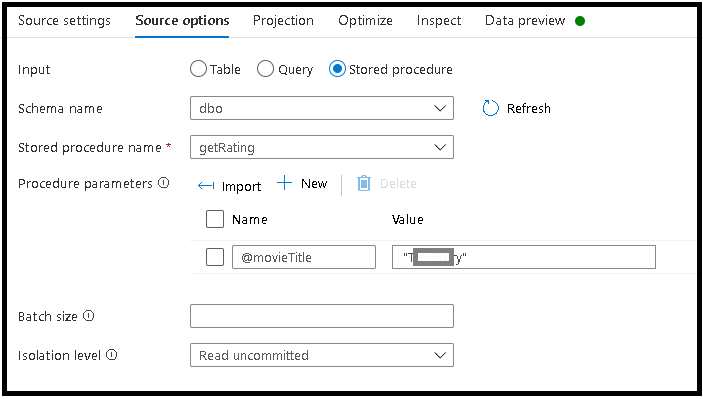 Source settings Source options Projection Optimize Inspect Data preview
Input Table Query Stored procedure
Schema name dbo Refresh
Stored procedure name * getRating
Procedure parameters Import New Delete
Name Value
@movieTitle
Batch size
Isolation level Read uncommitted